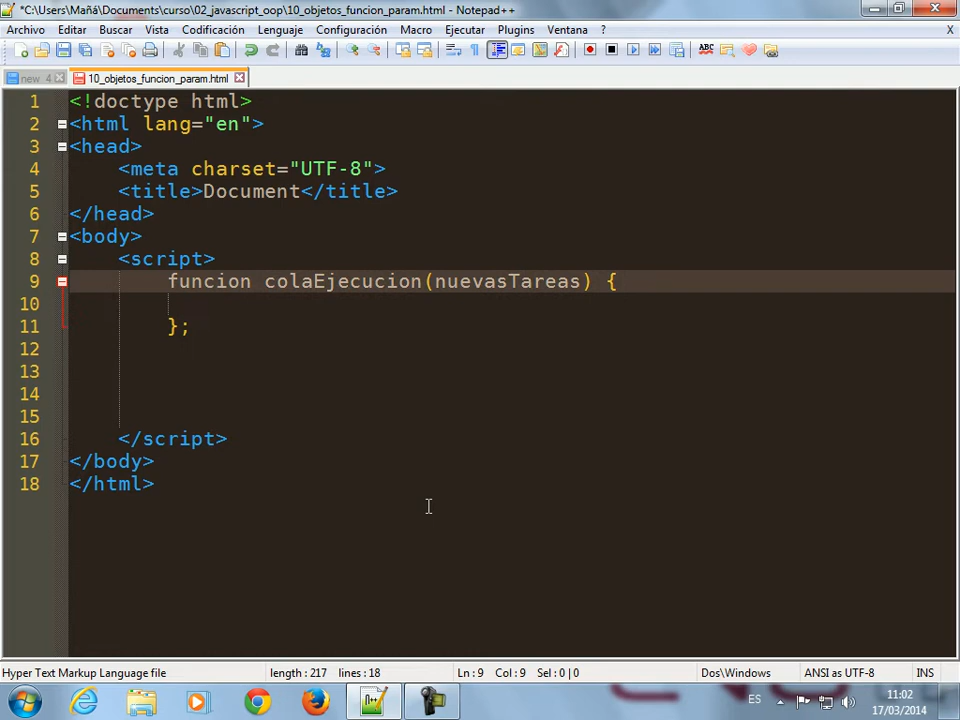 *C:\Users\Mañá\Documents\curso\02_javascript_oop\10_objetos_funcion_param.html - Notepad++
Archivo Editar Buscar Vista Codificación Lenguaje Configuración Macro Ejecutar Plugins Ventana ? X
new 4 10_objetos_funcion_param.html
1 <!doctype html>
2 <html lang="en">
3 <head>
4 <meta charset="UTF-8">
5 <title>Document</title>
6 </head>
7 <body>
8 <script>
9 funcion colaEjecucion(nuevasTareas) {
10
11 };
12
13
14
15
16 </script>
17 </body>
18 </html>
Hyper Text Markup Language file length : 217 lines : 18 Ln : 9 Col : 9 Sel : 0 | 0 Dos\Windows ANSI as UTF-8 INS
ES 11:02
17/03/2014